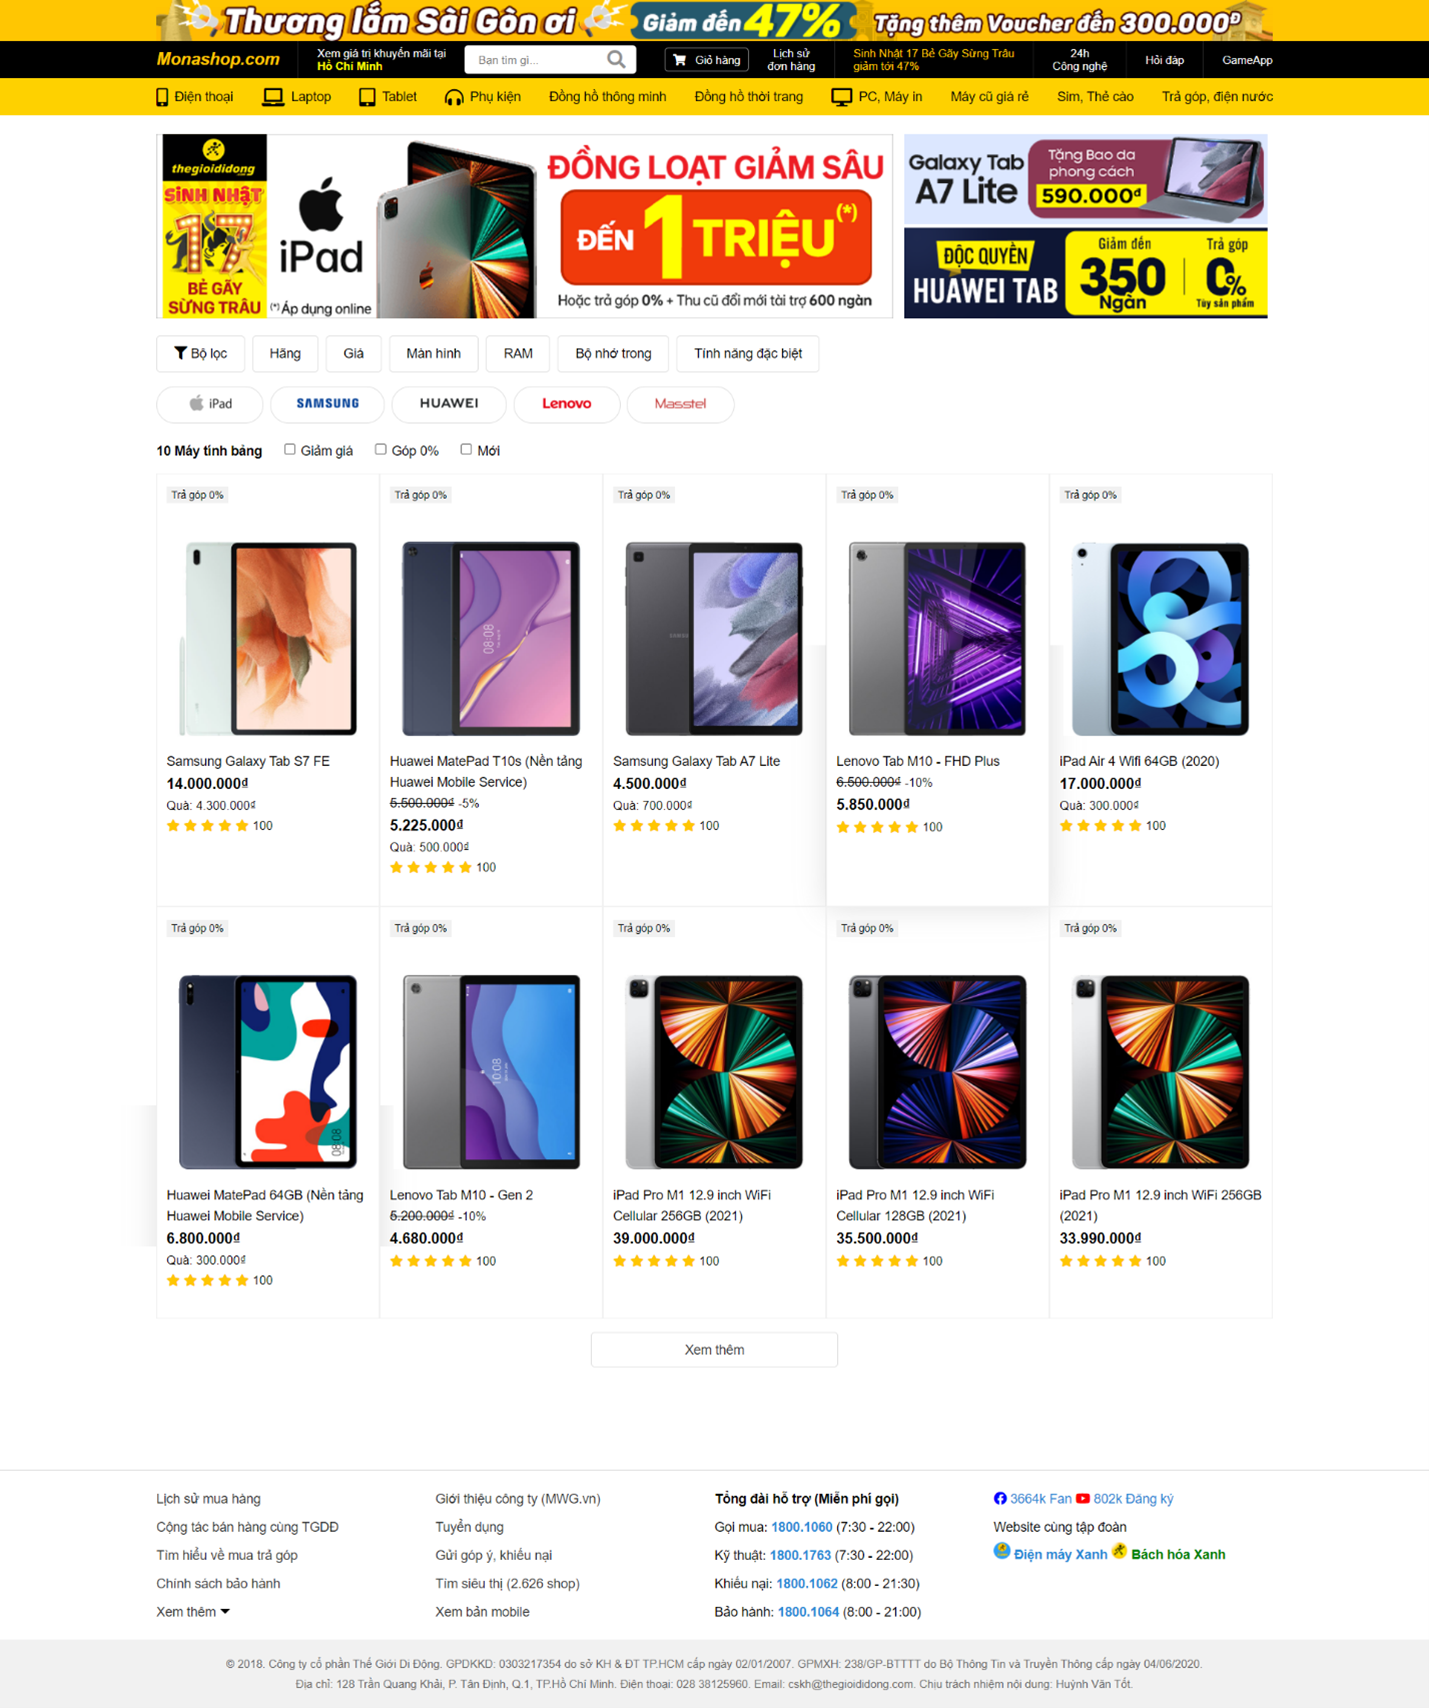 Thương lắm Sài Gòn ơi
Giảm đến 47%
Tặng thêm Voucher đến 300.000Đ
Monashop.com
Xem giá trị khuyến mãi tại
Hồ Chí Minh
Bạn tìm gì...
Giỏ hàng
Lịch sử
đơn hàng
Sinh Nhật 17 Bẻ Gãy Sừng Trâu
giảm tới 47%
24h
Công nghệ
Hỏi đáp
GameApp
Điện thoại
Laptop
Tablet
Phụ kiện
Đồng hồ thông minh
Đồng hồ thời trang
PC, Máy in
Máy cũ giá rẻ
Sim, Thẻ cào
Trả góp, điện nước
thegioididong
SINH NHẬT
17
BẺ GÃY
SỪNG TRÂU
iPad
(*) Áp dụng online
ĐỒNG LOẠT GIẢM SÂU
ĐẾN 1 TRIỆU (*)
Hoặc trả góp 0% + Thu cũ đổi mới tài trợ 600 ngàn
Galaxy Tab
A7 Lite
Tặng Bao da
phong cách
590.000đ
ĐỘC QUYỀN
HUAWEI TAB
Giảm đến
350
Ngàn
Trả góp
0%
Tùy sản phẩm
Bộ lọc
Hãng
Giá
Màn hình
RAM
Bộ nhớ trong
Tính năng đặc biệt
iPad
SAMSUNG
HUAWEI
Lenovo
Masstel
10 Máy tính bảng
Giảm giá
Góp 0%
Mới
Trả góp 0%
Samsung Galaxy Tab S7 FE
14.000.000₫
Quà: 4.300.000₫
100
Trả góp 0%
08:08
Huawei MatePad T10s (Nền tảng
Huawei Mobile Service)
5.500.000₫ -5%
5.225.000₫
Quà: 500.000₫
100
Trả góp 0%
SAMSUNG
Samsung Galaxy Tab A7 Lite
4.500.000₫
Quà: 700.000₫
100
Trả góp 0%
Lenovo Tab M10 - FHD Plus
6.500.000₫ -10%
5.850.000₫
100
Trả góp 0%
iPad Air 4 Wifi 64GB (2020)
17.000.000₫
Quà: 300.000₫
100
Trả góp 0%
08:08
Huawei MatePad 64GB (Nền tảng
Huawei Mobile Service)
6.800.000₫
Quà: 300.000₫
100
Trả góp 0%
10:08
Lenovo Tab M10 - Gen 2
5.200.000₫ -10%
4.680.000₫
100
Trả góp 0%
iPad Pro M1 12.9 inch WiFi
Cellular 256GB (2021)
39.000.000₫
100
Trả góp 0%
iPad Pro M1 12.9 inch WiFi
Cellular 128GB (2021)
35.500.000₫
100
Trả góp 0%
iPad Pro M1 12.9 inch WiFi 256GB
(2021)
33.990.000₫
100
Xem thêm
Lịch sử mua hàng
Cộng tác bán hàng cùng TGDĐ
Tìm hiểu về mua trả góp
Chính sách bảo hành
Xem thêm
Giới thiệu công ty (MWG.vn)
Tuyển dụng
Gửi góp ý, khiếu nại
Tìm siêu thị (2.626 shop)
Xem bản mobile
Tổng đài hỗ trợ (Miễn phí gọi)
Gọi mua: 1800.1060 (7:30 - 22:00)
Kỹ thuật: 1800.1763 (7:30 - 22:00)
Khiếu nại: 1800.1062 (8:00 - 21:30)
Bảo hành: 1800.1064 (8:00 - 21:00)
3664k Fan 802k Đăng ký
Website cùng tập đoàn
Điện máy Xanh Bách hóa Xanh
© 2018. Công ty cổ phần Thế Giới Di Động. GPDKKD: 0303217354 do sở KH & ĐT TP.HCM cấp ngày 02/01/2007. GPMXH: 238/GP-BTTTT do Bộ Thông Tin và Truyền Thông cấp ngày 04/06/2020.
Địa chỉ: 128 Trần Quang Khải, P. Tân Định, Q.1, TP.Hồ Chí Minh. Điện thoại: 028 38125960. Email: cskh@thegioididong.com. Chịu trách nhiệm nội dung: Huỳnh Văn Tốt.